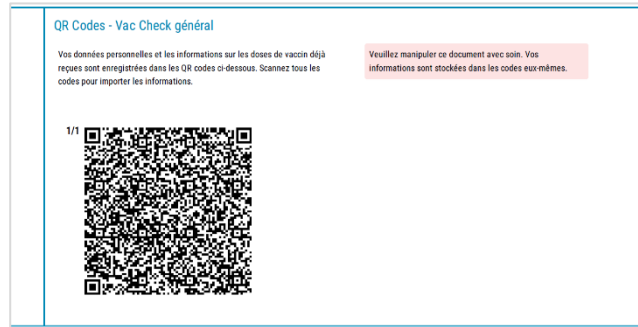 QR Codes - Vac Check général
Vos données personnelles et les informations sur les doses de vaccin déjà
reçues sont enregistrées dans les QR codes ci-dessous. Scannez tous les
codes pour importer les informations.
Veuillez manipuler ce document avec soin. Vos
informations sont stockées dans les codes eux-mêmes.
1/1